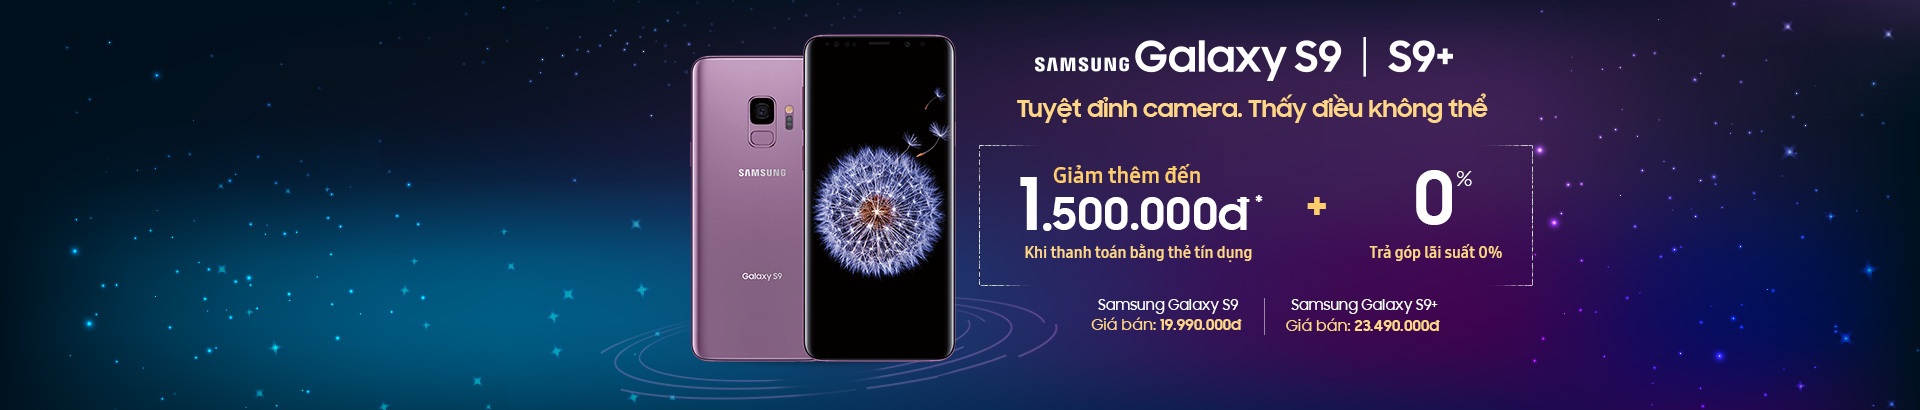 SAMSUNG Galaxy S9 | S9+
Tuyệt đỉnh camera. Thấy điều không thể
Giảm thêm đến
1.500.000đ*
Khi thanh toán bằng thẻ tín dụng
+
0%
Trả góp lãi suất 0%
Samsung Galaxy S9
Giá bán: 19.990.000đ
Samsung Galaxy S9+
Giá bán: 23.490.000đ
SAMSUNG
Galaxy S9